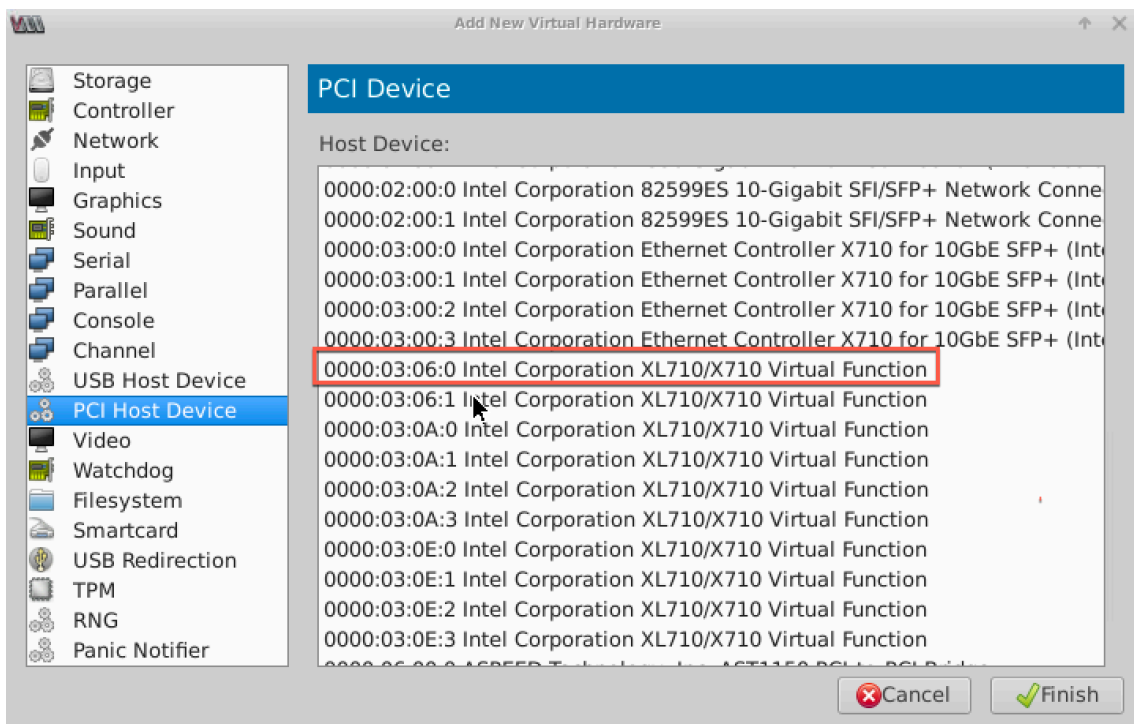 Add New Virtual Hardware
Storage
Controller
Network
Input
Graphics
Sound
Serial
Parallel
Console
Channel
USB Host Device
PCI Host Device
Video
Watchdog
Filesystem
Smartcard
USB Redirection
TPM
RNG
Panic Notifier
PCI Device
Host Device:
0000:02:00:0 Intel Corporation 82599ES 10-Gigabit SFI/SFP+ Network Conne
0000:02:00:1 Intel Corporation 82599ES 10-Gigabit SFI/SFP+ Network Conne
0000:03:00:0 Intel Corporation Ethernet Controller X710 for 10GbE SFP+ (Int
0000:03:00:1 Intel Corporation Ethernet Controller X710 for 10GbE SFP+ (Int
0000:03:00:2 Intel Corporation Ethernet Controller X710 for 10GbE SFP+ (Int
0000:03:00:3 Intel Corporation Ethernet Controller X710 for 10GbE SFP+ (Int
0000:03:06:0 Intel Corporation XL710/X710 Virtual Function
0000:03:06:1 Intel Corporation XL710/X710 Virtual Function
0000:03:0A:0 Intel Corporation XL710/X710 Virtual Function
0000:03:0A:1 Intel Corporation XL710/X710 Virtual Function
0000:03:0A:2 Intel Corporation XL710/X710 Virtual Function
0000:03:0A:3 Intel Corporation XL710/X710 Virtual Function
0000:03:0E:0 Intel Corporation XL710/X710 Virtual Function
0000:03:0E:1 Intel Corporation XL710/X710 Virtual Function
0000:03:0E:2 Intel Corporation XL710/X710 Virtual Function
0000:03:0E:3 Intel Corporation XL710/X710 Virtual Function
Cancel
Finish